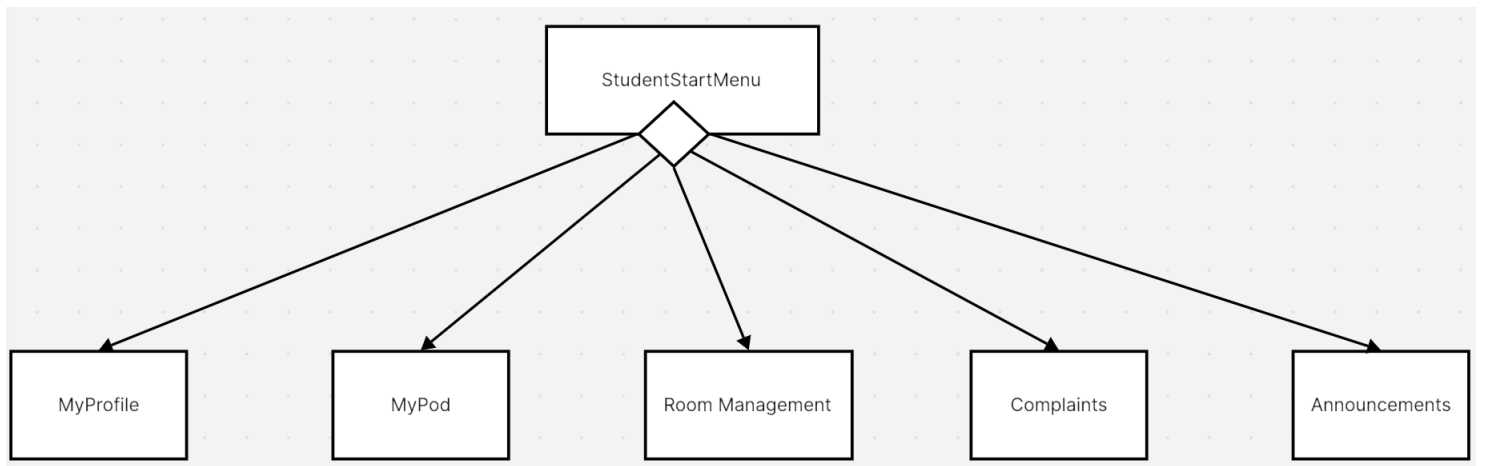 StudentStartMenu
MyProfile
MyPod
Room Management
Complaints
Announcements